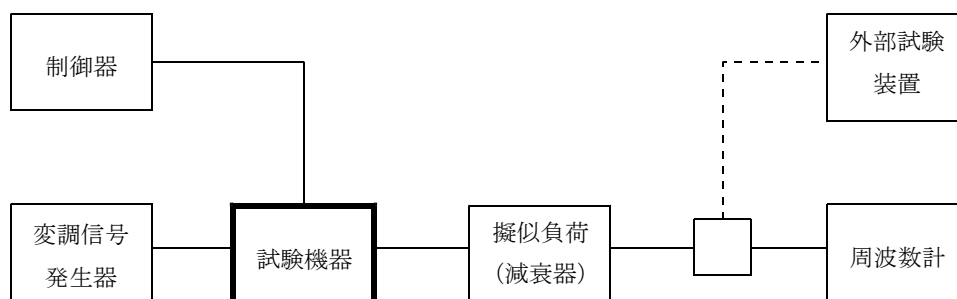 制御器
外部試験
装置
変調信号
発生器
試験機器
擬似負荷
(減衰器)
周波数計